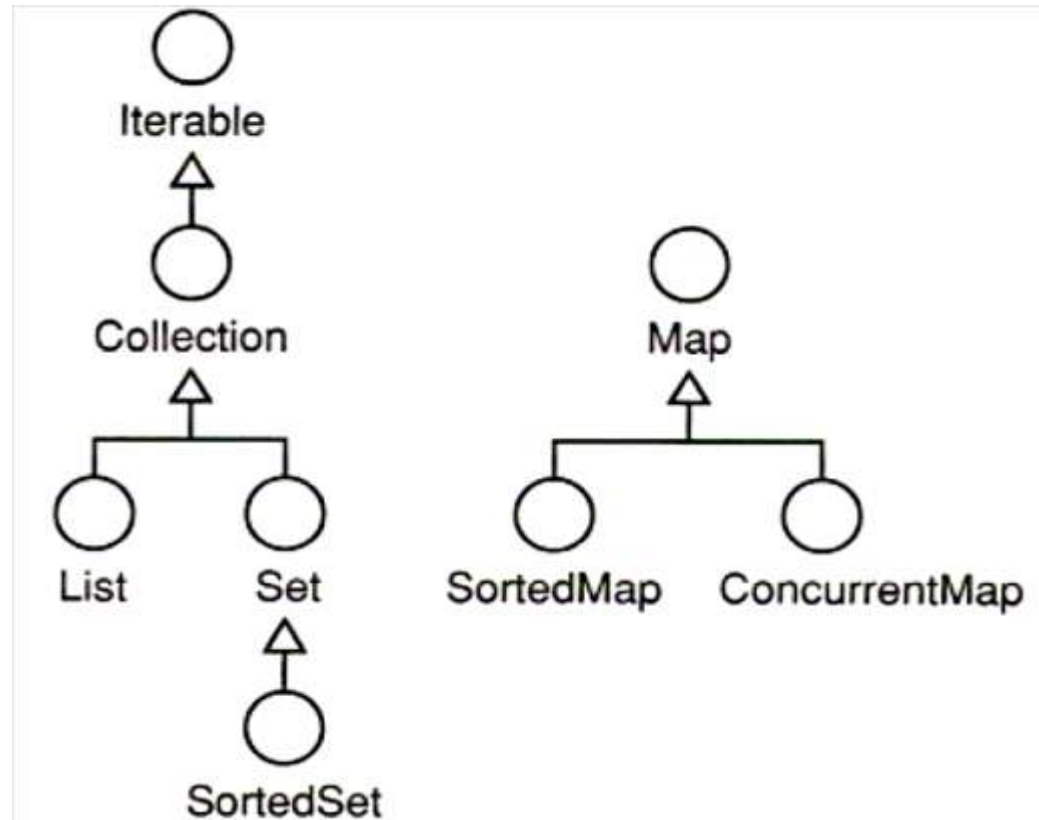 Iterable
Collection
Map
List
Set
SortedMap
ConcurrentMap
SortedSet